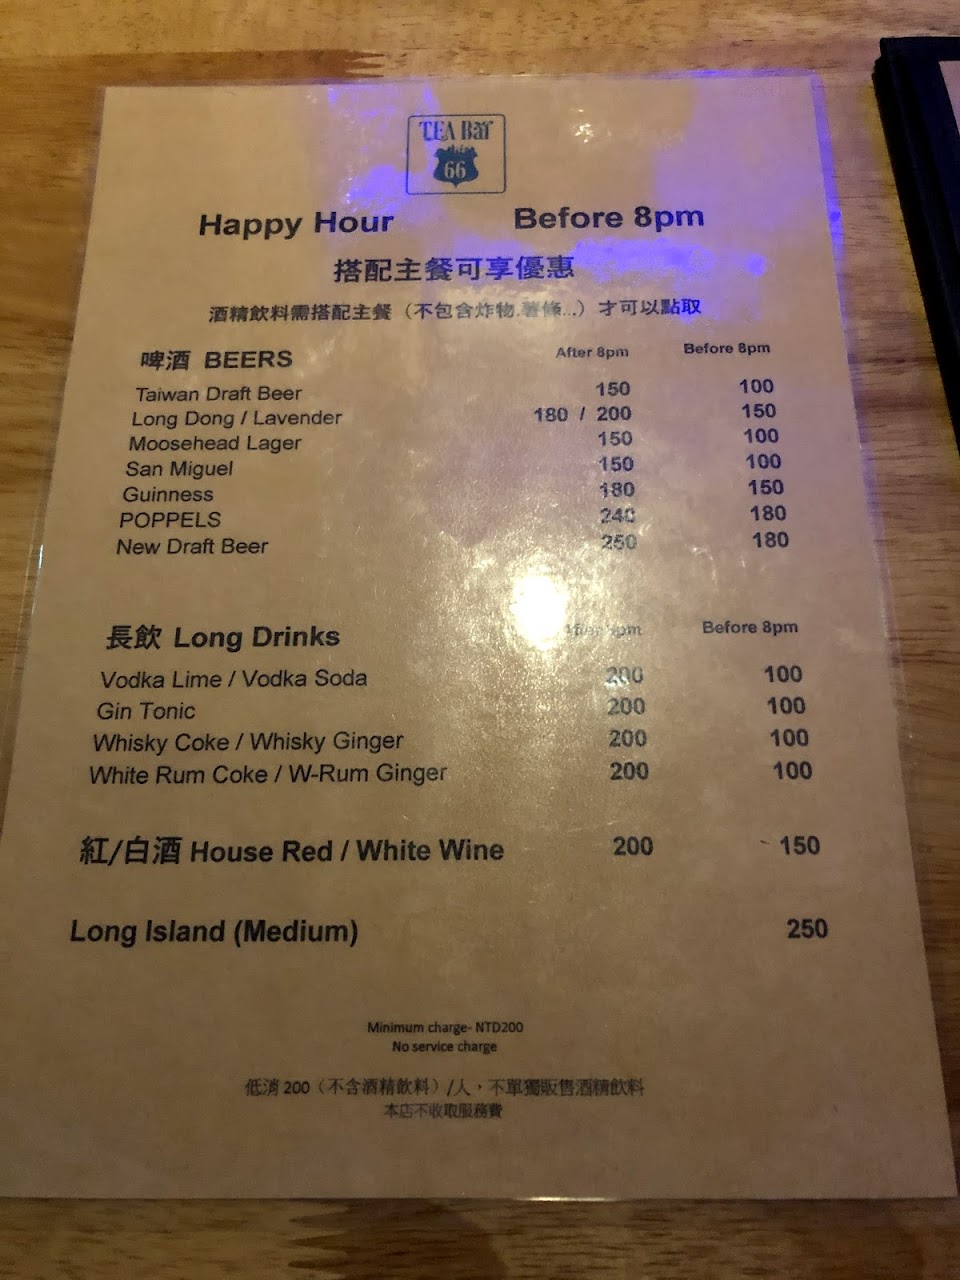 TEA Bar
66
Happy Hour Before 8pm
搭配主餐可享優惠
酒精飲料需搭配主餐（不包含炸物.薯條...）才可以點取
啤酒 BEERS After 8pm Before 8pm
Taiwan Draft Beer 150 100
Long Dong / Lavender 180 / 200 150
Moosehead Lager 150 100
San Miguel 150 100
Guinness 180 150
POPPELS 240 180
New Draft Beer 250 180
長飲 Long Drinks After 8pm Before 8pm
Vodka Lime / Vodka Soda 200 100
Gin Tonic 200 100
Whisky Coke / Whisky Ginger 200 100
White Rum Coke / W-Rum Ginger 200 100
紅/白酒 House Red / White Wine 200 150
Long Island (Medium) 250
Minimum charge- NTD200
No service charge
低消 200（不含酒精飲料）/人，不單獨販售酒精飲料
本店不收取服務費